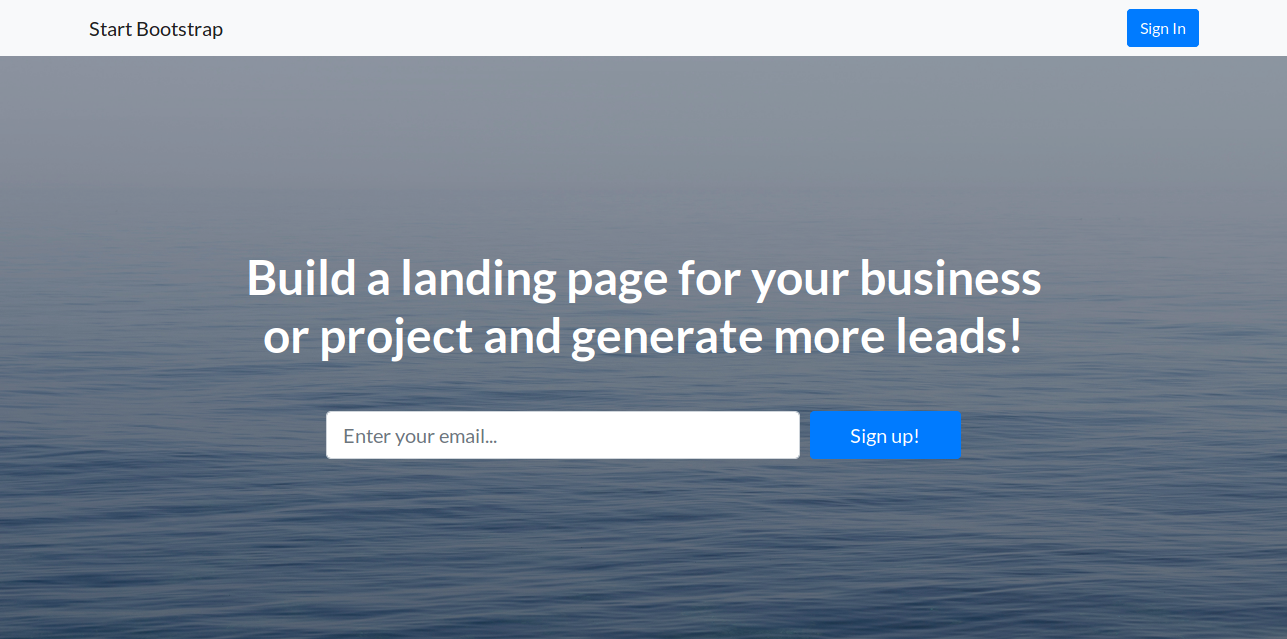 Start Bootstrap
Sign In
Build a landing page for your business
or project and generate more leads!
Enter your email...
Sign up!